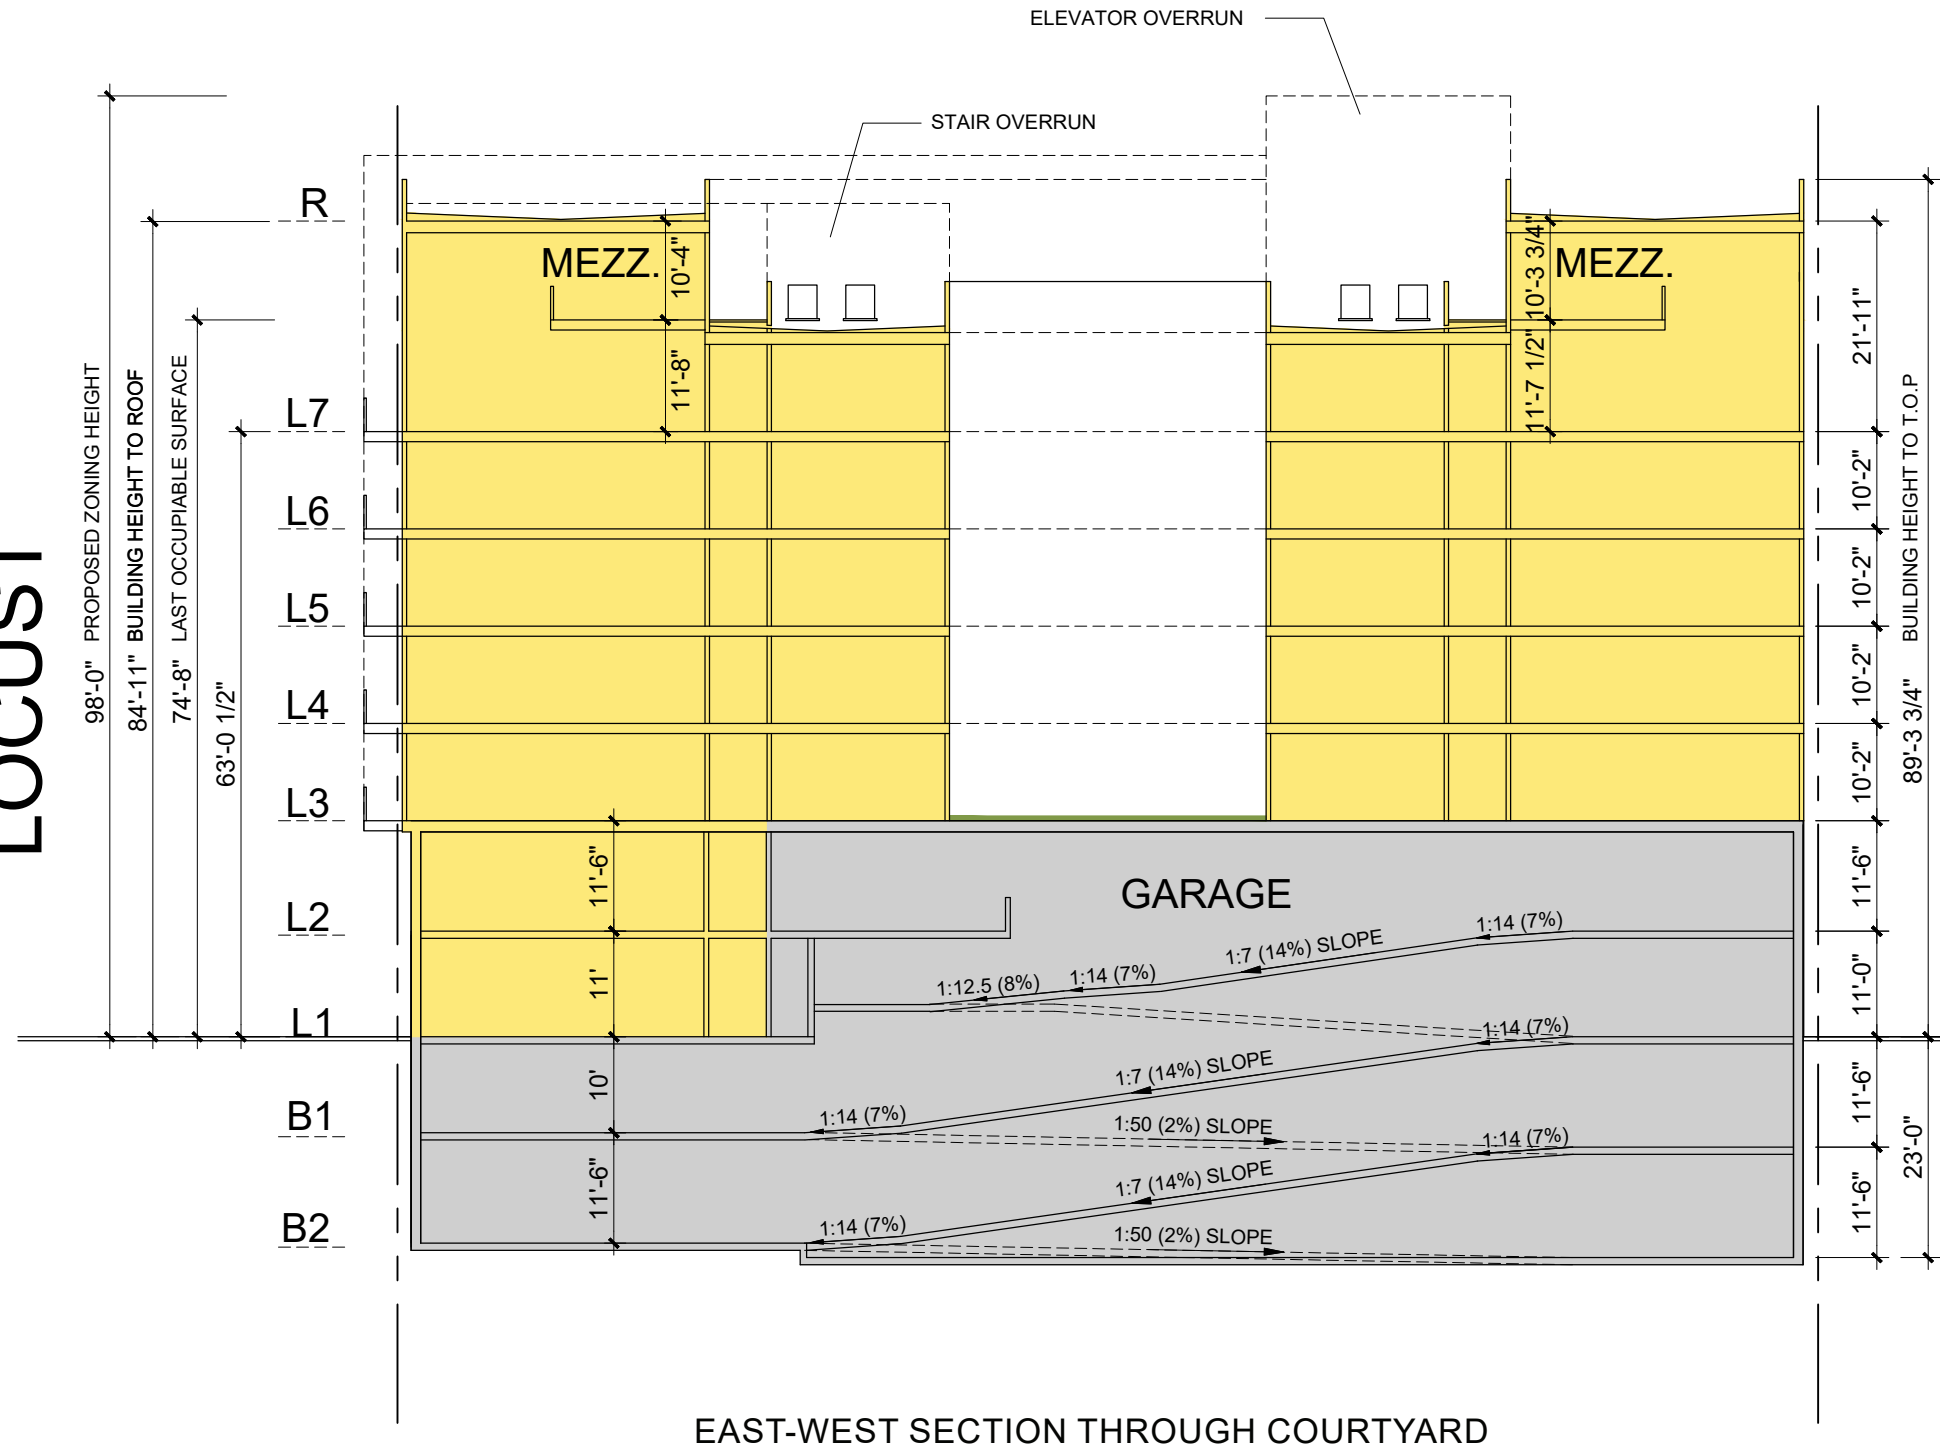 ELEVATOR OVERRUN
STAIR OVERRUN
LOCUST
98'-0" PROPOSED ZONING HEIGHT
84'-11" BUILDING HEIGHT TO ROOF
74'-8" LAST OCCUPIABLE SURFACE
63'-0 1/2"
R
L7
L6
L5
L4
L3
L2
L1
B1
B2
MEZZ.
10'-4"
11'-8"
MEZZ.
10'-3 3/4"
11'-7 1/2"
21'-11"
10'-2"
10'-2"
10'-2"
10'-2"
11'-6"
11'-0"
11'-6"
11'-6"
89'-3 3/4" BUILDING HEIGHT TO T.O.P
23'-0"
11'-6"
11'
10'
11'-6"
GARAGE
1:14 (7%)
1:7 (14%) SLOPE
1:14 (7%)
1:12.5 (8%)
1:14 (7%)
1:7 (14%) SLOPE
1:14 (7%)
1:50 (2%) SLOPE
1:14 (7%)
1:7 (14%) SLOPE
1:14 (7%)
1:50 (2%) SLOPE
EAST-WEST SECTION THROUGH COURTYARD